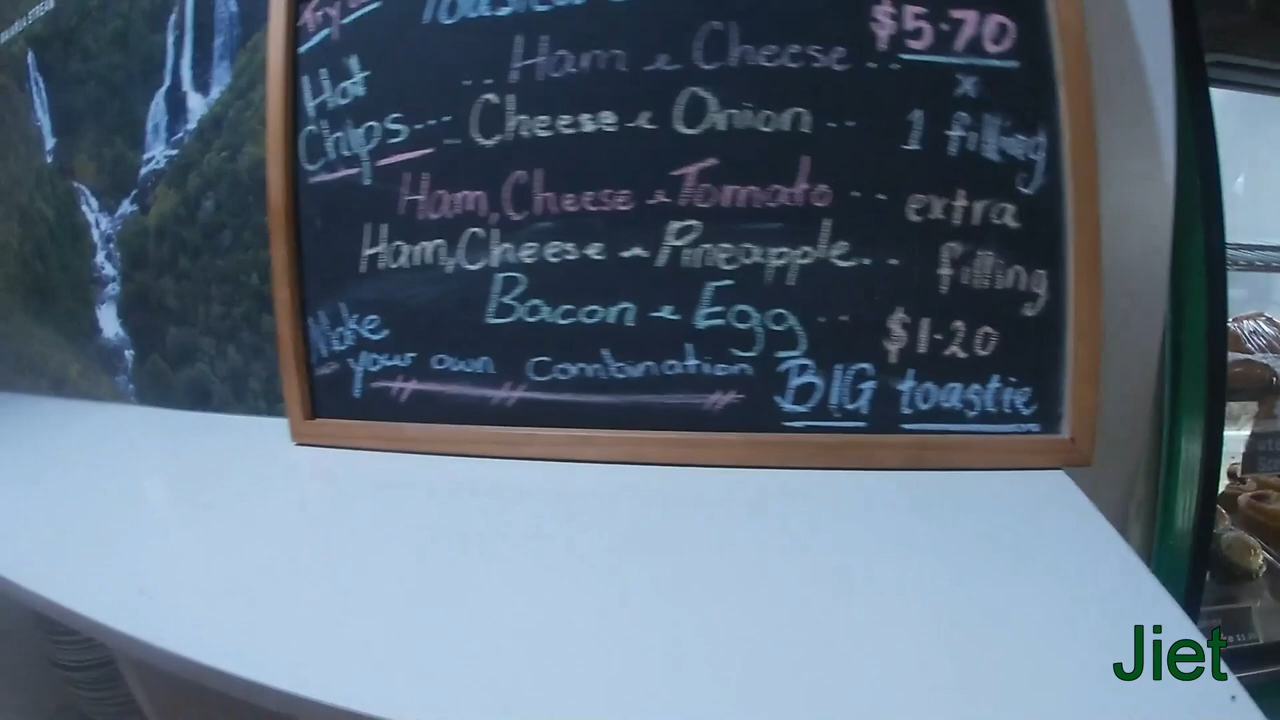 Try
$5.70
Ham & Cheese ..
x
Hot
Chips --- Cheese & Onion --
1 filling
Ham, Cheese & Tomato --
extra
Ham, Cheese & Pineapple...
filling
Bacon & Egg --
$1.20
Make
your own Combination
BIG toastie
Jiet